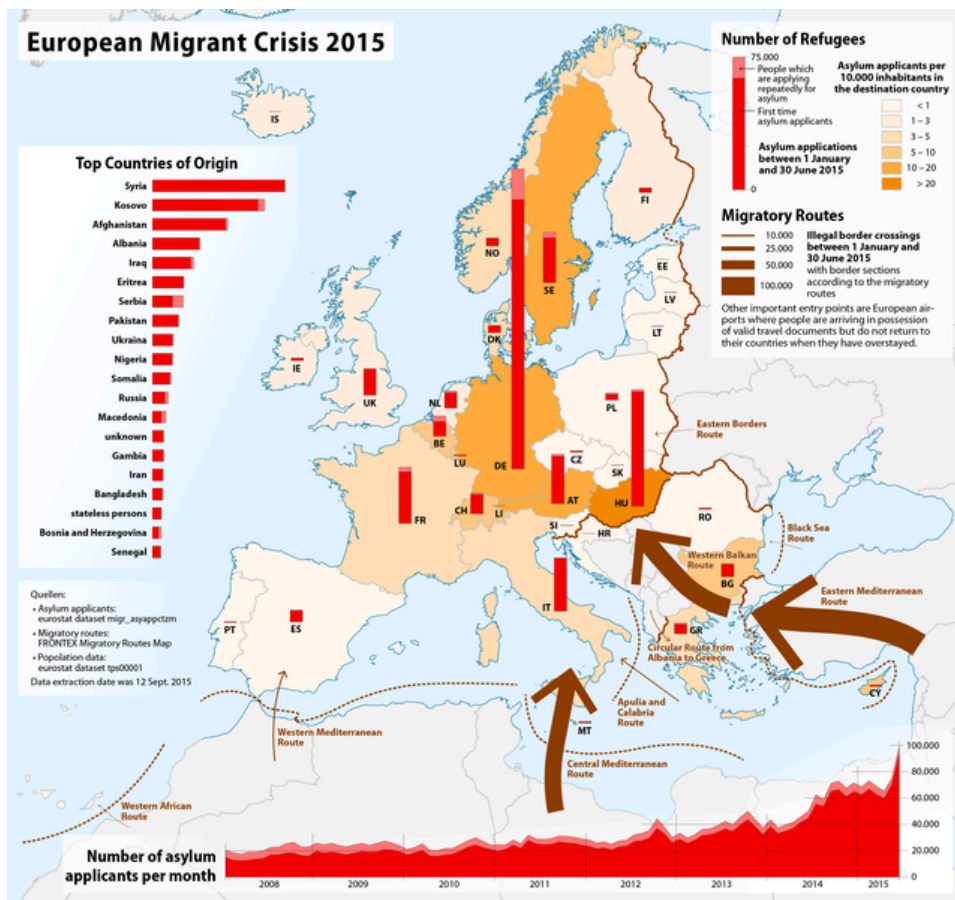 European Migrant Crisis 2015
Number of Refugees
75.000
People which
are applying
repeatedly for
asylum
First time
asylum applicants
Asylum applications
between 1 January
and 30 June 2015
0
Asylum applicants per
10.000 inhabitants in
the destination country
< 1
1 – 3
3 – 5
5 – 10
10 – 20
> 20
Migratory Routes
10.000
25.000
50.000
100.000
Illegal border crossings
between 1 January and
30 June 2015
with border sections
according to the migratory
routes
Other important entry points are European air-
ports where people are arriving in possession
of valid travel documents but do not return to
their countries when they have overstayed.
Top Countries of Origin
Syria
Kosovo
Afghanistan
Albania
Iraq
Eritrea
Serbia
Pakistan
Ukraina
Nigeria
Somalia
Russia
Macedonia
unknown
Gambia
Iran
Bangladesh
stateless persons
Bosnia and Herzegovina
Senegal
IS
FI
NO
SE
EE
LV
LT
DK
IE
UK
NL
BE
LU
DE
PL
CZ
SK
AT
HU
CH
LI
FR
SI
HR
RO
BG
IT
PT
ES
GR
CY
MT
Eastern Borders
Route
Black Sea
Route
Western Balkan
Route
Eastern Mediterranean
Route
Circular Route from
Albania to Greece
Apulia and
Calabria
Route
Central Mediterranean
Route
Western Mediterranean
Route
Western African
Route
Quellen:
• Asylum applicants:
eurostat dataset migr_asyappctzm
• Migratory routes:
FRONTEX Migratory Routes Map
• Popolation data:
eurostat dataset tps00001
Data extraction date was 12 Sept. 2015
Number of asylum
applicants per month
100.000
80.000
60.000
40.000
20.000
0
2008
2009
2010
2011
2012
2013
2014
2015